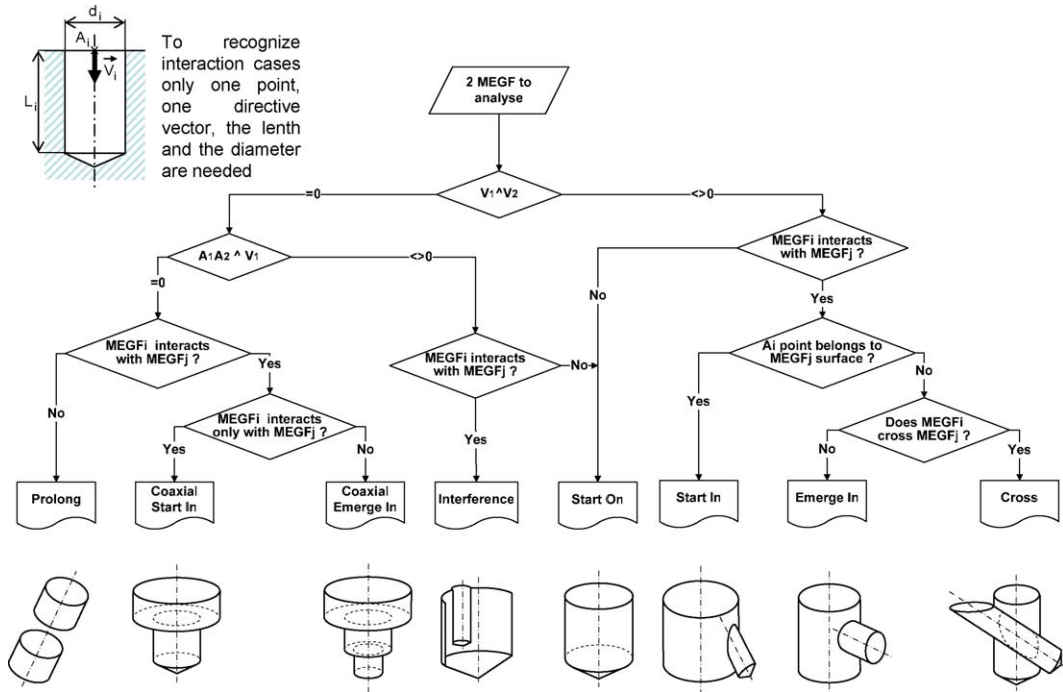 dᵢ
Aᵢ
Vᵢ
Lᵢ
To recognize
interaction cases
only one point,
one directive
vector, the lenth
and the diameter
are needed
2 MEGF to
analyse
=0
V₁^V₂
<>0
A₁A₂ ^ V₁
<>0
MEGFi interacts
with MEGFj ?
=0
No
Yes
MEGFi interacts
with MEGFj ?
Yes
MEGFi interacts
with MEGFj ?
No
Ai point belongs to
MEGFj surface ?
No
No
MEGFi interacts
only with MEGFj ?
Yes
Yes
Does MEGFi
cross MEGFj ?
Yes
No
No
Yes
Prolong
Coaxial
Start In
Coaxial
Emerge In
Interference
Start On
Start In
Emerge In
Cross